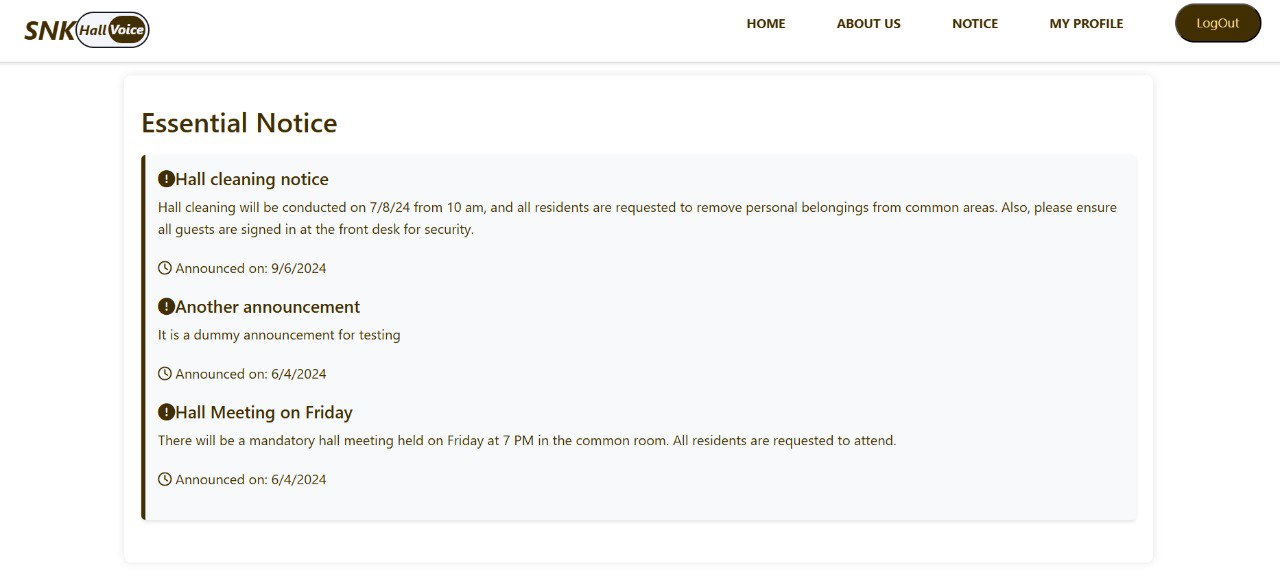 SNK Hall Voice
HOME
ABOUT US
NOTICE
MY PROFILE
LogOut
Essential Notice
Hall cleaning notice
Hall cleaning will be conducted on 7/8/24 from 10 am, and all residents are requested to remove personal belongings from common areas. Also, please ensure
all guests are signed in at the front desk for security.
Announced on: 9/6/2024
Another announcement
It is a dummy announcement for testing
Announced on: 6/4/2024
Hall Meeting on Friday
There will be a mandatory hall meeting held on Friday at 7 PM in the common room. All residents are requested to attend.
Announced on: 6/4/2024